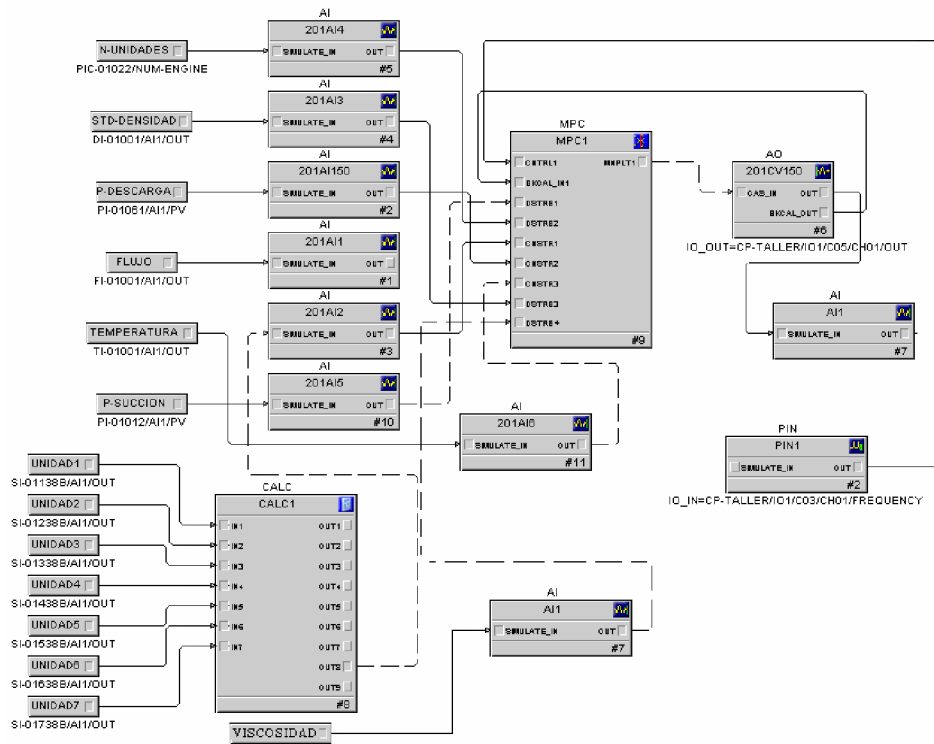 AI
201AI4
SIMULATE_IN OUT
#5
N-UNIDADES
PIC-01022/NUM-ENGINE
AI
201AI3
SIMULATE_IN OUT
#4
STD-DENSIDAD
DI-01001/AI1/OUT
AI
201AI150
SIMULATE_IN OUT
#2
P-DESCARGA
PI-01061/AI1/PV
AI
201AI1
SIMULATE_IN OUT
#1
FLUJO
FI-01001/AI1/OUT
AI
201AI2
SIMULATE_IN OUT
#3
TEMPERATURA
TI-01001/AI1/OUT
AI
201AI5
SIMULATE_IN OUT
#10
P-SUCCION
PI-01012/AI1/PV
AI
201AI6
SIMULATE_IN OUT
#11
MPC
MPC1
CNTRL1 MNPLT1
BKCAL_IN1
DSTRB1
DSTRB2
CNSTR1
CNSTR2
CNSTR3
DSTRB3
DSTRB4
#9
AO
201CV150
CAS_IN OUT
BKCAL_OUT
#6
IO_OUT=CP-TALLER/IO1/C05/CH01/OUT
AI
AI1
SIMULATE_IN OUT
#7
PIN
PIN1
SIMULATE_IN OUT
#2
IO_IN=CP-TALLER/IO1/C03/CH01/FREQUENCY
UNIDAD1
SI-01138B/AI1/OUT
UNIDAD2
SI-01238B/AI1/OUT
UNIDAD3
SI-01338B/AI1/OUT
UNIDAD4
SI-01438B/AI1/OUT
UNIDAD5
SI-01538B/AI1/OUT
UNIDAD6
SI-01638B/AI1/OUT
UNIDAD7
SI-01738B/AI1/OUT
CALC
CALC1
IN1 OUT1
IN2 OUT2
IN3 OUT3
IN4 OUT4
IN5 OUT5
IN6 OUT6
IN7 OUT7
OUT8
OUT9
#8
AI
AI1
SIMULATE_IN OUT
#7
VISCOSIDAD